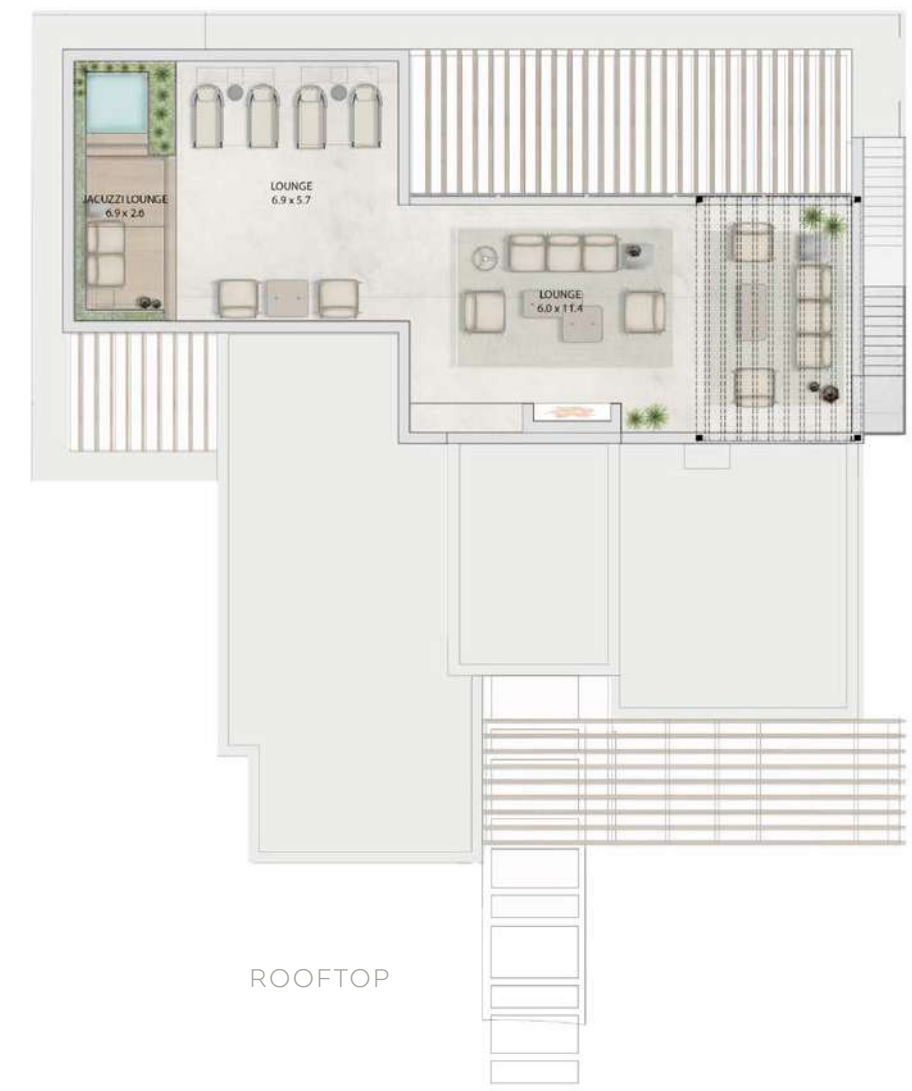 LOUNGE
6.9 x 5.7
JACUZZI LOUNGE
6.9 x 2.6
LOUNGE
6.0 x 11.4
ROOFTOP